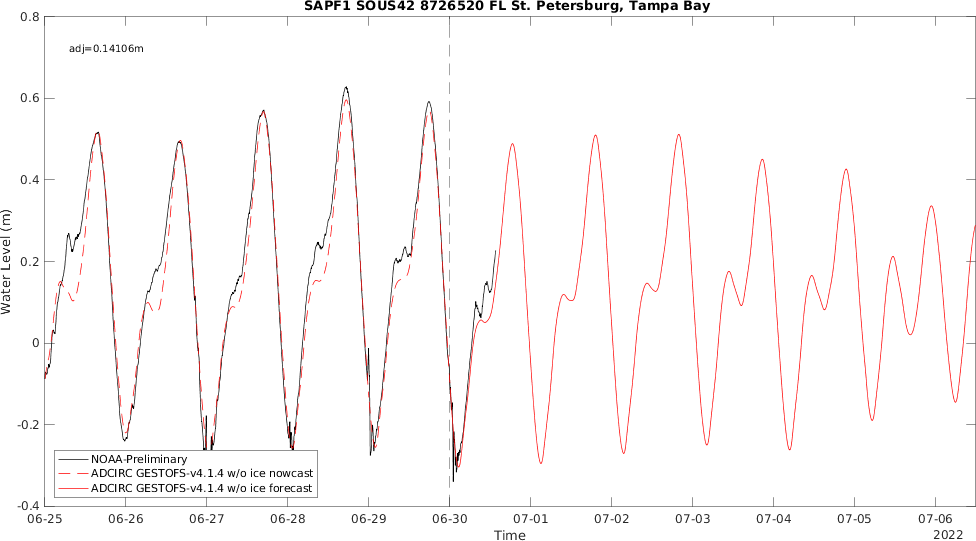 SAPF1 SOUS42 8726520 FL St. Petersburg, Tampa Bay
adj=0.14106m
Water Level (m)
0.8
0.6
0.4
0.2
0
-0.2
-0.4
NOAA-Preliminary
ADCIRC GESTOFS-v4.1.4 w/o ice nowcast
ADCIRC GESTOFS-v4.1.4 w/o ice forecast
06-25 06-26 06-27 06-28 06-29 06-30 07-01 07-02 07-03 07-04 07-05 07-06
Time
2022